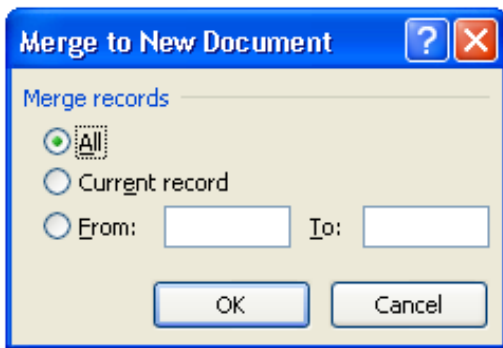 Merge to New Document
Merge records
All
Current record
From: To:
OK Cancel